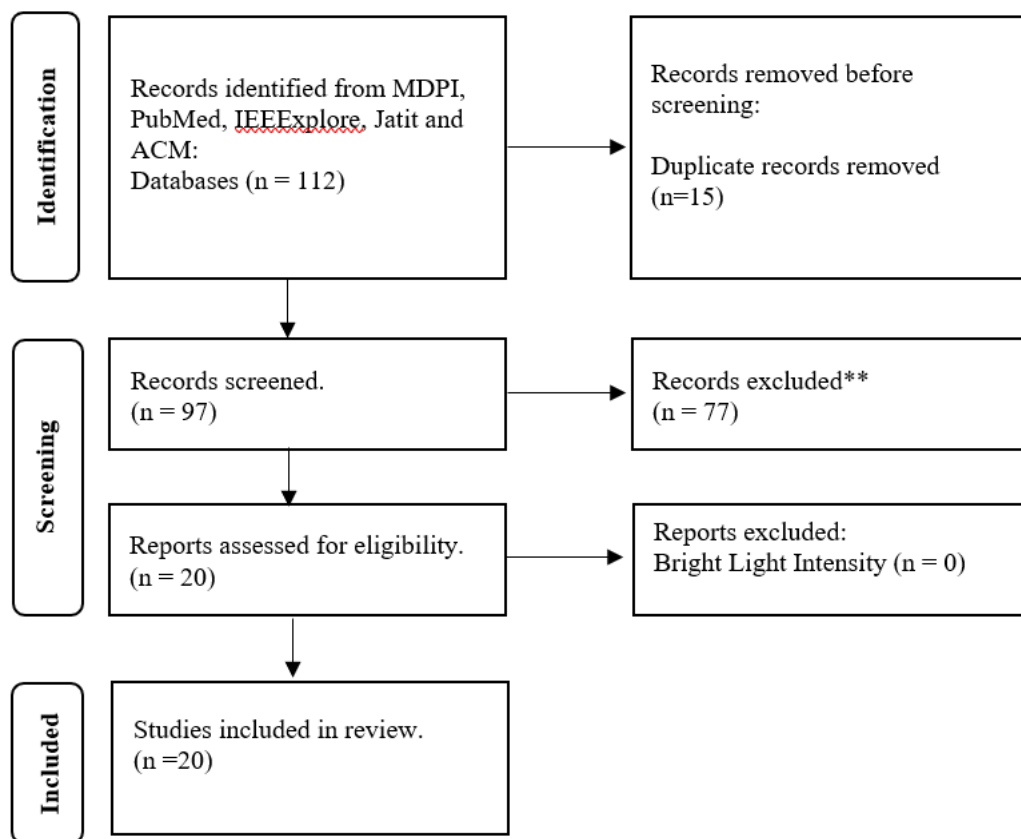 Identification
Records identified from MDPI,
PubMed, IEEExplore, Jatit and
ACM:
Databases (n = 112)
Records removed before
screening:
Duplicate records removed
(n=15)
Screening
Records screened.
(n = 97)
Records excluded**
(n = 77)
Reports assessed for eligibility.
(n = 20)
Reports excluded:
Bright Light Intensity (n = 0)
Included
Studies included in review.
(n =20)